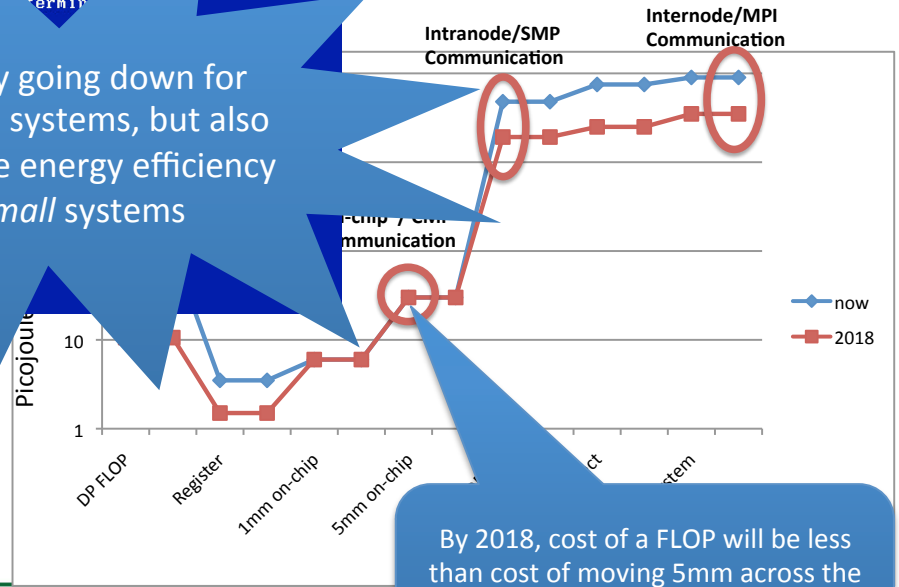 Intranode/SMP
Communication
Internode/MPI
Communication
y going down for
systems, but also
energy efficiency
mall systems
now
2018
10
1
DP FLOP
Register
1mm on-chip
5mm on-chip
By 2018, cost of a FLOP will be less
than cost of moving 5mm across the